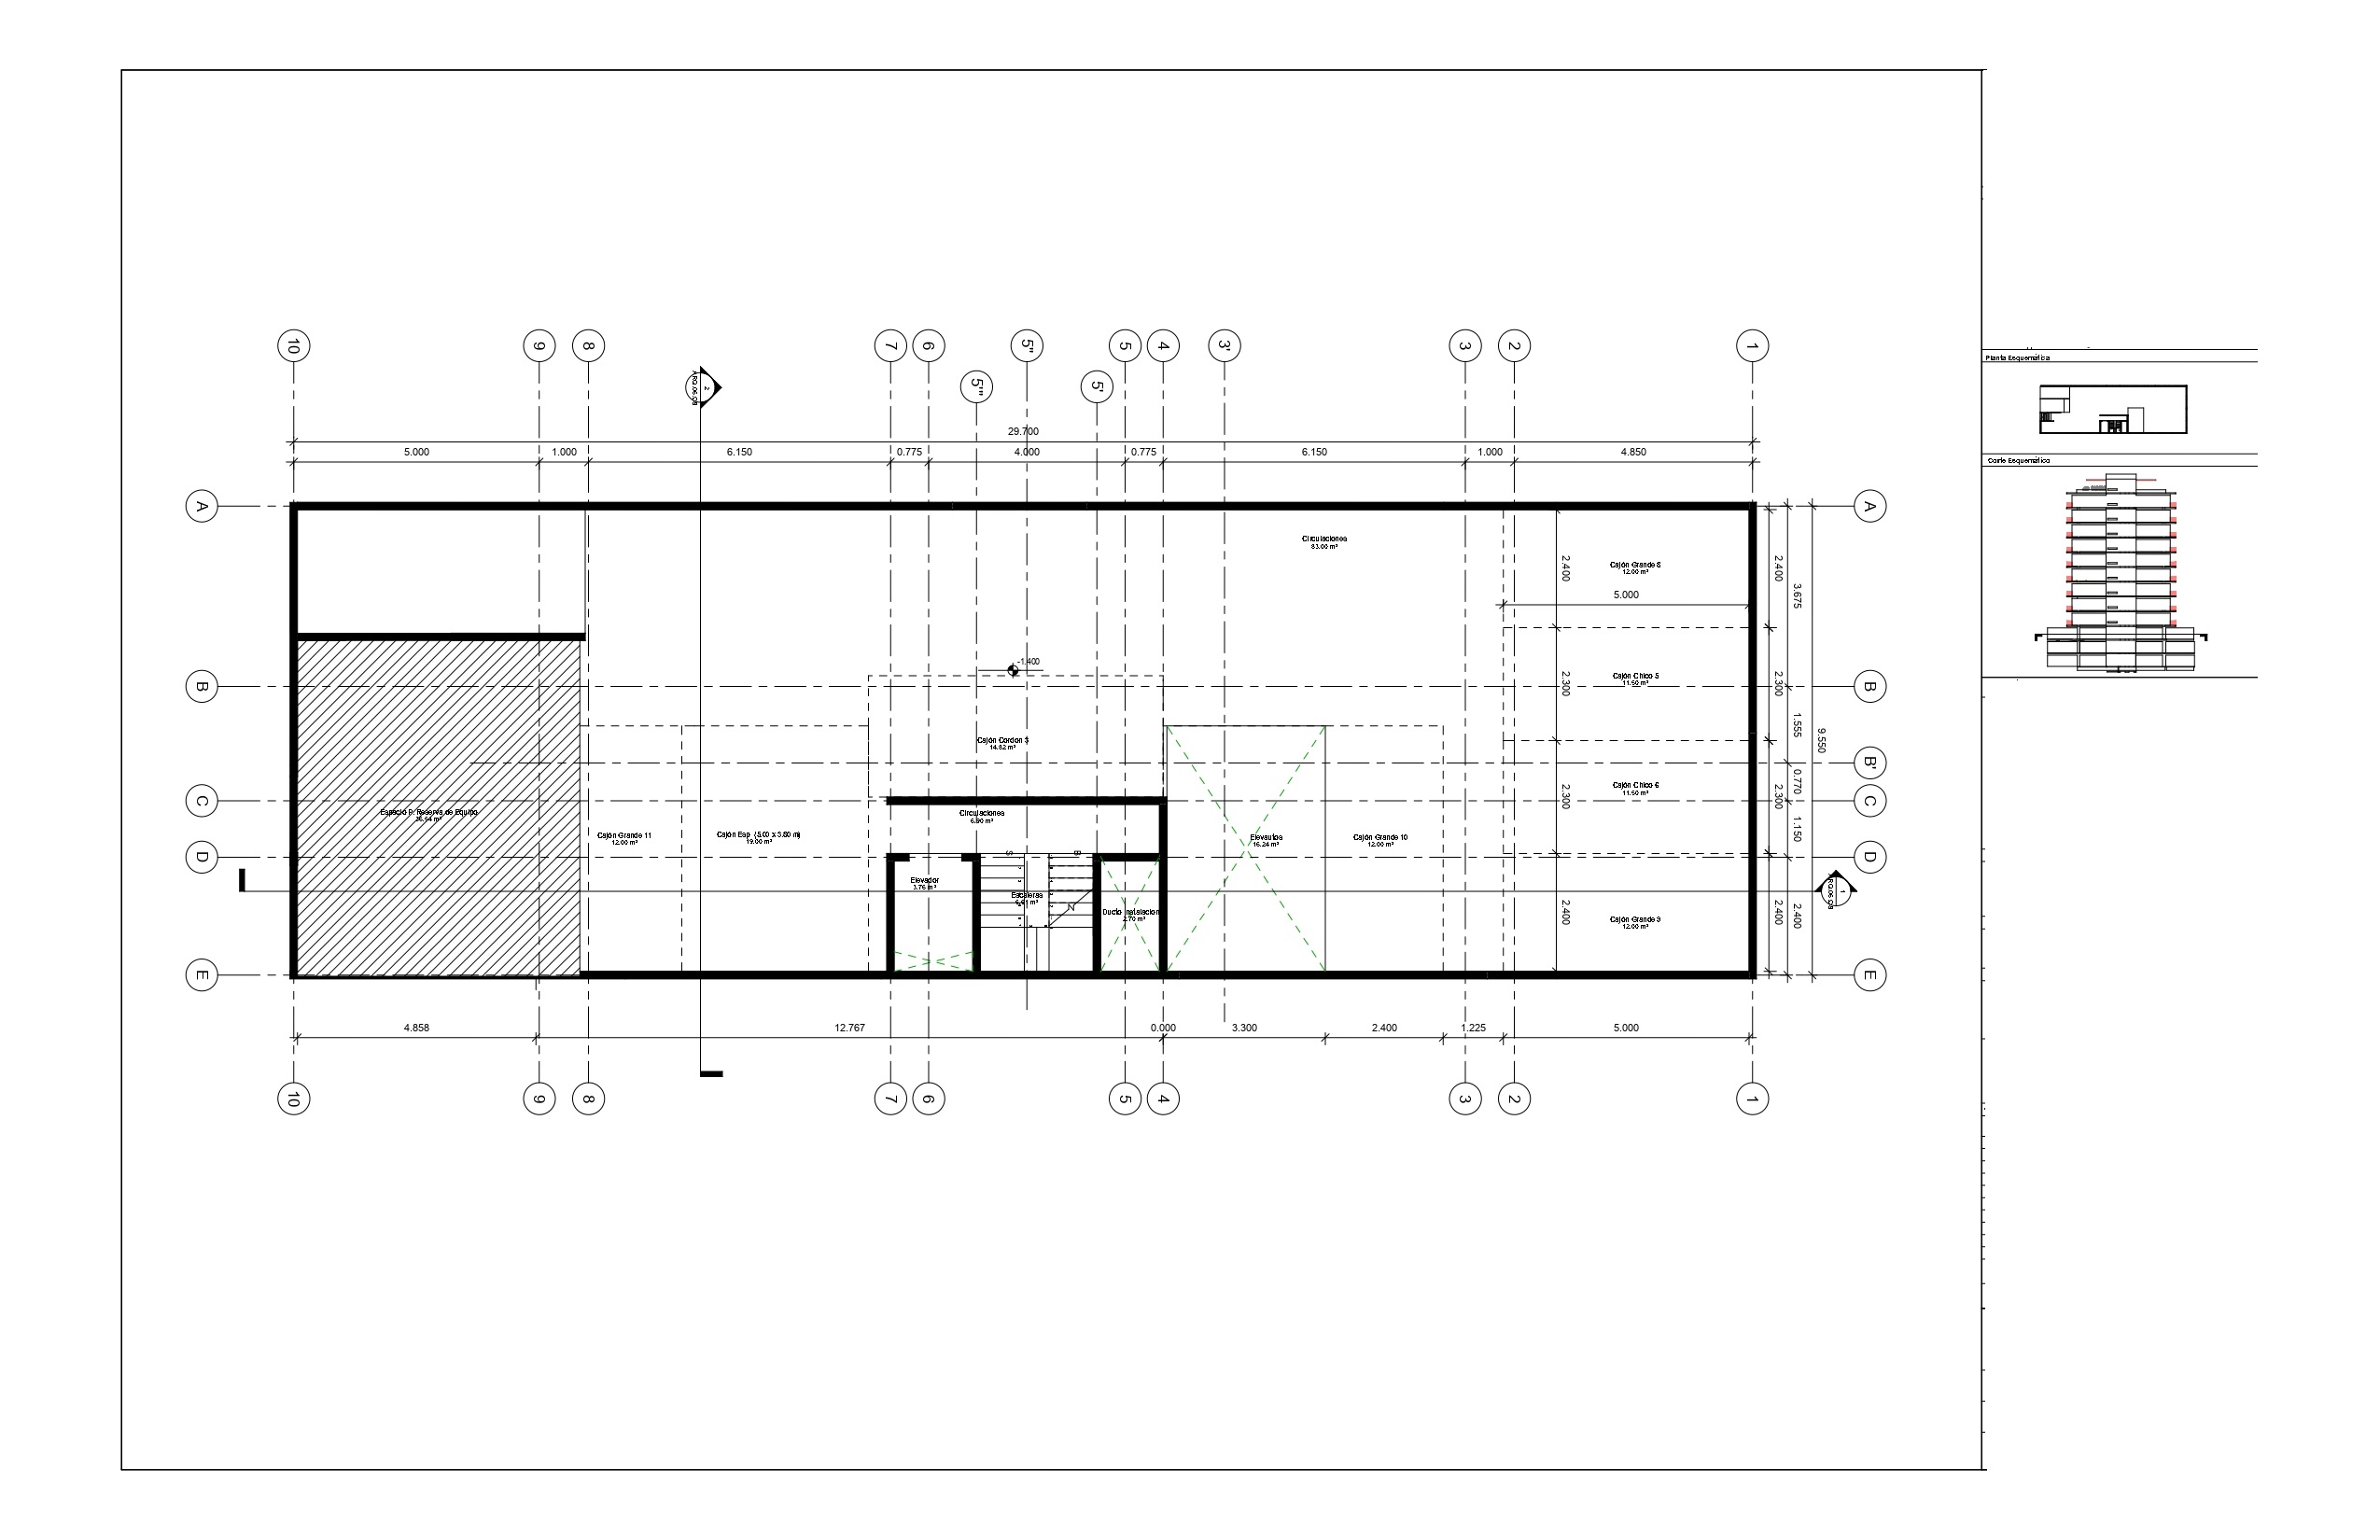 10
9
8
7
6
5"
5
4
3'
3
2
1
5'''
5'
2
ARQ.06.03
29.700
5.000
1.000
6.150
0.775
4.000
0.775
6.150
1.000
4.850
A
A
Circulaciones
83.00 m²
2.400
Cajón Grande 8
12.00 m²
2.400
3.675
5.000
-1.400
B
B
2.300
Cajón Chico 5
11.50 m²
2.300
1.555
9.550
Cajón Cordon 3
14.82 m²
B'
0.770
C
C
2.300
Cajón Chico 6
11.50 m²
2.300
1.150
Espacio P. Reserva de Equipo
Circulaciones
6.90 m²
Cajón Grande 11
12.00 m²
Cajón Esp (5.00 x 3.80 m)
19.00 m²
Elevautos
16.24 m²
Cajón Grande 10
12.00 m²
D
D
S
B
Elevador
3.76 m²
Escaleras
N
Ducto Instalacion
2.70 m²
1
ARQ.06.03
2.400
Cajón Grande 9
12.00 m²
2.400
2.400
E
E
4.858
12.767
0.000
3.300
2.400
1.225
5.000
10
9
8
7
6
5
4
3
2
1
Planta Esquemática
Corte Esquemático